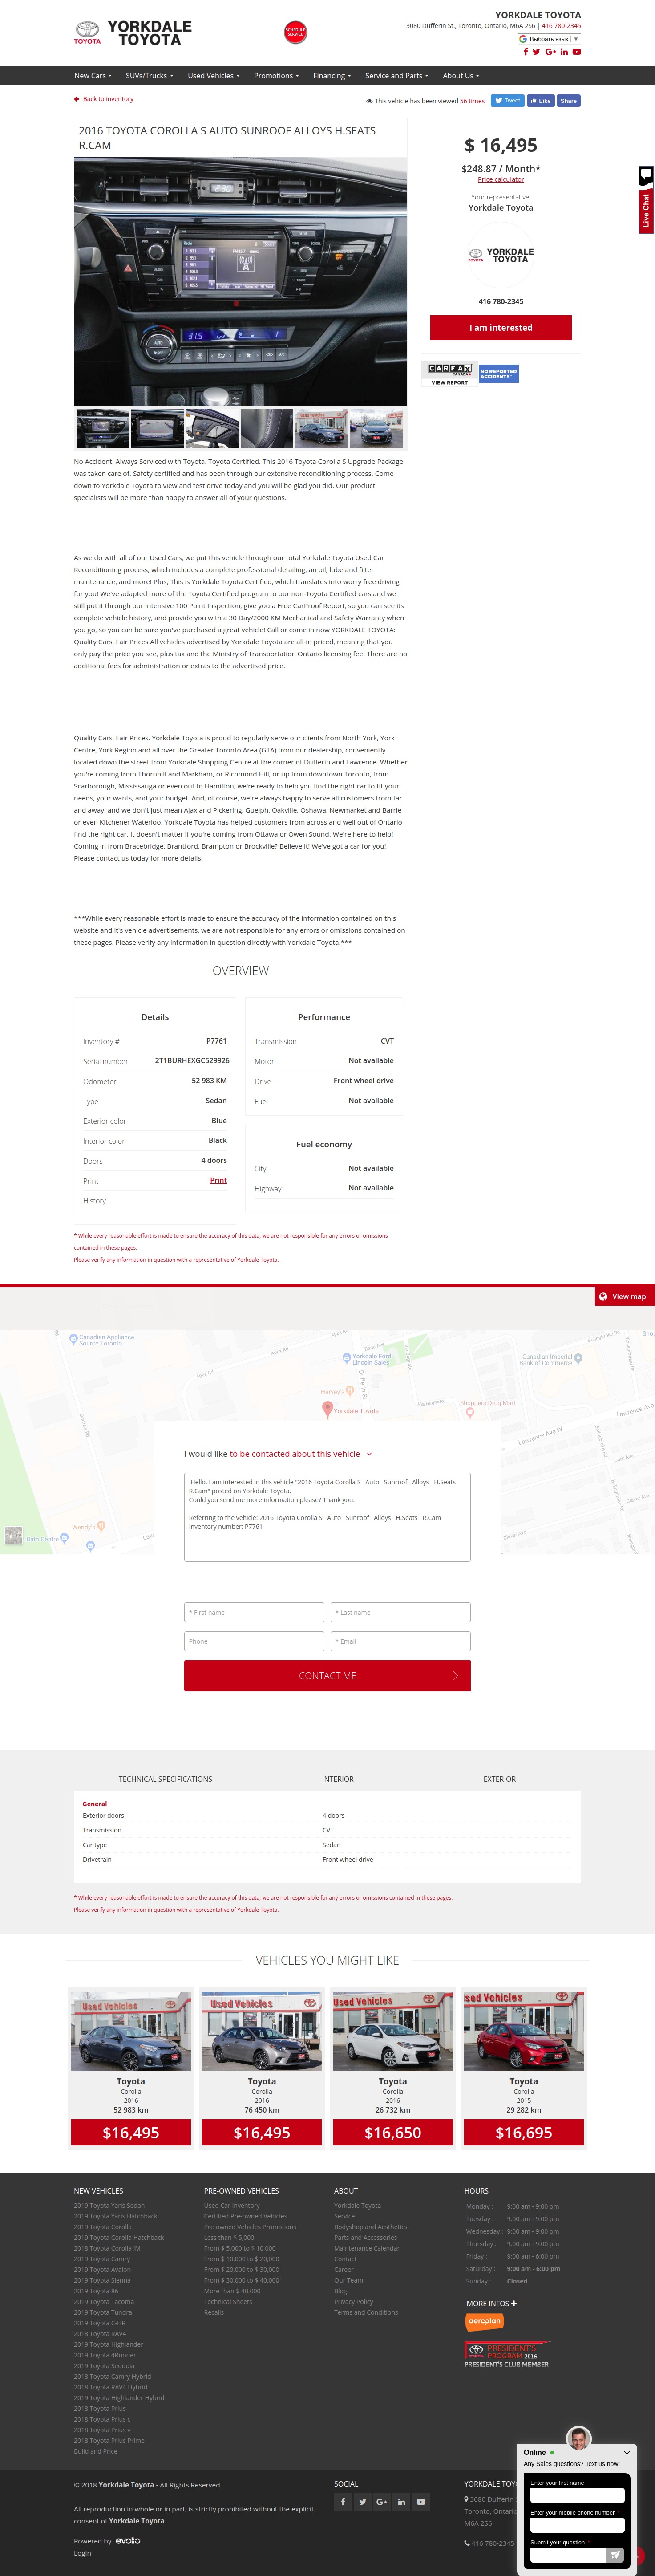 YORKDALE
TOYOTA
TOYOTA
SCHEDULE
SERVICE
YORKDALE TOYOTA
3080 Dufferin St., Toronto, Ontario, M6A 2S6 | 416 780-2345
Выбрать язык ▼
New Cars
SUVs/Trucks
Used Vehicles
Promotions
Financing
Service and Parts
About Us
Back to Inventory
This vehicle has been viewed 56 times
Tweet
Like
Share
2016 TOYOTA COROLLA S AUTO SUNROOF ALLOYS H.SEATS
R.CAM
$ 16,495
$248.87 / Month*
Price calculator
Your representative
Yorkdale Toyota
YORKDALE
TOYOTA
TOYOTA
416 780-2345
I am interested
Live Chat
CARFAX
CANADA
VIEW REPORT
NO REPORTED
ACCIDENTS
No Accident. Always Serviced with Toyota. Toyota Certified. This 2016 Toyota Corolla S Upgrade Package
was taken care of. Safety certified and has been through our extensive reconditioning process. Come
down to Yorkdale Toyota to view and test drive today and you will be glad you did. Our product
specialists will be more than happy to answer all of your questions.
As we do with all of our Used Cars, we put this vehicle through our total Yorkdale Toyota Used Car
Reconditioning process, which includes a complete professional detailing, an oil, lube and filter
maintenance, and more! Plus, This is Yorkdale Toyota Certified, which translates into worry free driving
for you! We've adapted more of the Toyota Certified program to our non-Toyota Certified cars and we
still put it through our intensive 100 Point Inspection, give you a Free CarProof Report, so you can see its
complete vehicle history, and provide you with a 30 Day/2000 KM Mechanical and Safety Warranty when
you go, so you can be sure you've purchased a great vehicle! Call or come in now YORKDALE TOYOTA:
Quality Cars, Fair Prices All vehicles advertised by Yorkdale Toyota are all-in priced, meaning that you
only pay the price you see, plus tax and the Ministry of Transportation Ontario licensing fee. There are no
additional fees for administration or extras to the advertised price.
Quality Cars, Fair Prices. Yorkdale Toyota is proud to regularly serve our clients from North York, York
Centre, York Region and all over the Greater Toronto Area (GTA) from our dealership, conveniently
located down the street from Yorkdale Shopping Centre at the corner of Dufferin and Lawrence. Whether
you're coming from Thornhill and Markham, or Richmond Hill, or up from downtown Toronto, from
Scarborough, Mississauga or even out to Hamilton, we're ready to help you find the right car to fit your
needs, your wants, and your budget. And, of course, we're always happy to serve all customers from far
and away, and we don't just mean Ajax and Pickering, Guelph, Oakville, Oshawa, Newmarket and Barrie
or even Kitchener Waterloo. Yorkdale Toyota has helped customers from across and well out of Ontario
find the right car. It doesn't matter if you're coming from Ottawa or Owen Sound. We're here to help!
Coming in from Bracebridge, Brantford, Brampton or Brockville? Believe it! We've got a car for you!
Please contact us today for more details!
***While every reasonable effort is made to ensure the accuracy of the information contained on this
website and it's vehicle advertisements, we are not responsible for any errors or omissions contained on
these pages. Please verify any information in question directly with Yorkdale Toyota.***
OVERVIEW
Details
Inventory # P7761
Serial number 2T1BURHEXGC529926
Odometer 52 983 KM
Type Sedan
Exterior color Blue
Interior color Black
Doors 4 doors
Print Print
History
Performance
Transmission CVT
Motor Not available
Drive Front wheel drive
Fuel Not available
Fuel economy
City Not available
Highway Not available
* While every reasonable effort is made to ensure the accuracy of this data, we are not responsible for any errors or omissions
contained in these pages.
Please verify any information in question with a representative of Yorkdale Toyota.
View map
Canadian Appliance
Source Toronto
Yorkdale Ford
Lincoln Sales
Canadian Imperial
Bank of Commerce
Harvey's
Dufferin St
Shoppers Drug Mart
Yorkdale Toyota
Wendy's
Bath Centre
I would like to be contacted about this vehicle
Hello. I am interested in this vehicle "2016 Toyota Corolla S Auto Sunroof Alloys H.Seats
R.Cam" posted on Yorkdale Toyota.
Could you send me more information please? Thank you.
Referring to the vehicle: 2016 Toyota Corolla S Auto Sunroof Alloys H.Seats R.Cam
Inventory number: P7761
* First name
* Last name
Phone
* Email
CONTACT ME
TECHNICAL SPECIFICATIONS
INTERIOR
EXTERIOR
General
Exterior doors 4 doors
Transmission CVT
Car type Sedan
Drivetrain Front wheel drive
* While every reasonable effort is made to ensure the accuracy of this data, we are not responsible for any errors or omissions contained in these pages.
Please verify any information in question with a representative of Yorkdale Toyota.
VEHICLES YOU MIGHT LIKE
Used Vehicles
Toyota
Corolla
2016
52 983 km
$16,495
Used Vehicles
Toyota
Corolla
2016
76 450 km
$16,495
Used Vehicles
Toyota
Corolla
2016
26 732 km
$16,650
Used Vehicles
Toyota
Corolla
2015
29 282 km
$16,695
NEW VEHICLES
2019 Toyota Yaris Sedan
2019 Toyota Yaris Hatchback
2019 Toyota Corolla
2019 Toyota Corolla Hatchback
2018 Toyota Corolla iM
2019 Toyota Camry
2019 Toyota Avalon
2019 Toyota Sienna
2019 Toyota 86
2019 Toyota Tacoma
2019 Toyota Tundra
2019 Toyota C-HR
2018 Toyota RAV4
2019 Toyota Highlander
2019 Toyota 4Runner
2019 Toyota Sequoia
2018 Toyota Camry Hybrid
2018 Toyota RAV4 Hybrid
2019 Toyota Highlander Hybrid
2018 Toyota Prius
2018 Toyota Prius c
2018 Toyota Prius v
2018 Toyota Prius Prime
Build and Price
PRE-OWNED VEHICLES
Used Car Inventory
Certified Pre-owned Vehicles
Pre-owned Vehicles Promotions
Less than $ 5,000
From $ 5,000 to $ 10,000
From $ 10,000 to $ 20,000
From $ 20,000 to $ 30,000
From $ 30,000 to $ 40,000
More than $ 40,000
Technical Sheets
Recalls
ABOUT
Yorkdale Toyota
Service
Bodyshop and Aesthetics
Parts and Accessories
Maintenance Calendar
Contact
Career
Our Team
Blog
Privacy Policy
Terms and Conditions
HOURS
Monday : 9:00 am - 9:00 pm
Tuesday : 9:00 am - 9:00 pm
Wednesday : 9:00 am - 9:00 pm
Thursday : 9:00 am - 9:00 pm
Friday : 9:00 am - 6:00 pm
Saturday : 9:00 am - 6:00 pm
Sunday : Closed
MORE INFOS
aeroplan
TOYOTA
PRESIDENT'S
PROGRAM 2016
PRESIDENT'S CLUB MEMBER
© 2018 Yorkdale Toyota - All Rights Reserved
All reproduction in whole or in part, is strictly prohibited without the explicit
consent of Yorkdale Toyota.
Powered by evolio
Login
SOCIAL
YORKDALE TOYO
3080 Dufferin S
Toronto, Ontario
M6A 2S6
416 780-2345
Online
Any Sales questions? Text us now!
Enter your first name
Enter your mobile phone number *
Submit your question *